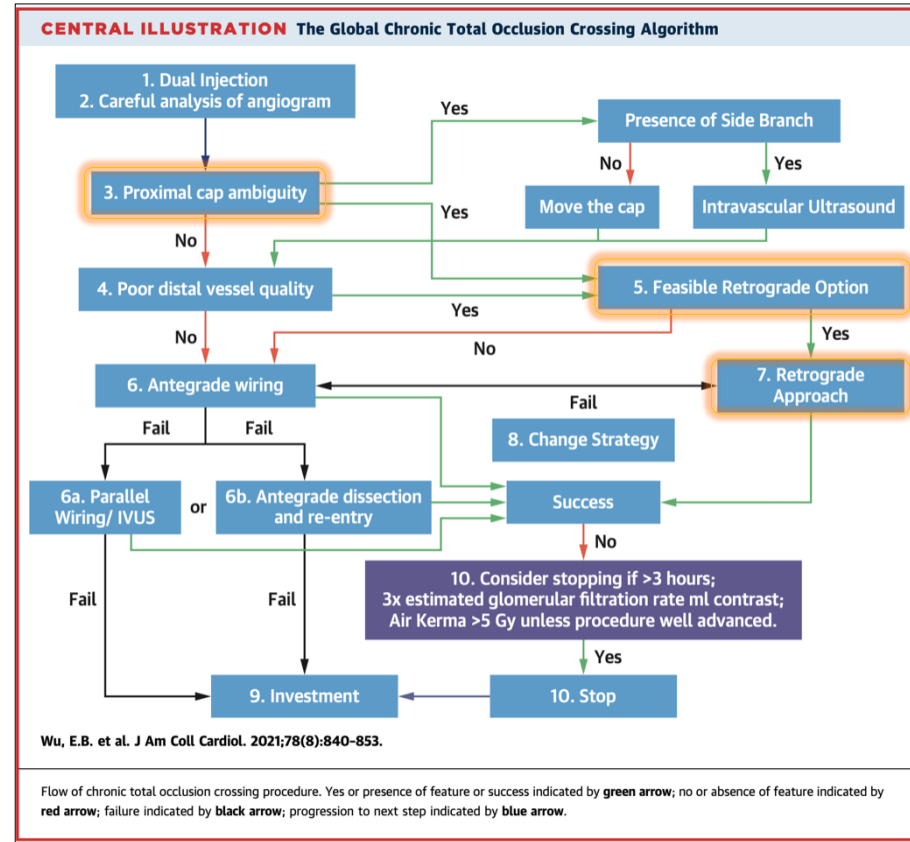 CENTRAL ILLUSTRATION The Global Chronic Total Occlusion Crossing Algorithm
1. Dual Injection
2. Careful analysis of angiogram
Yes
Presence of Side Branch
No
Yes
3. Proximal cap ambiguity
Move the cap
Intravascular Ultrasound
Yes
No
4. Poor distal vessel quality
5. Feasible Retrograde Option
Yes
No
No
Yes
6. Antegrade wiring
7. Retrograde
Approach
Fail
Fail
Fail
8. Change Strategy
6a. Parallel
Wiring/ IVUS
or
6b. Antegrade dissection
and re-entry
Success
No
Fail
Fail
10. Consider stopping if >3 hours;
3x estimated glomerular filtration rate ml contrast;
Air Kerma >5 Gy unless procedure well advanced.
Yes
9. Investment
10. Stop
Wu, E.B. et al. J Am Coll Cardiol. 2021;78(8):840-853.
Flow of chronic total occlusion crossing procedure. Yes or presence of feature or success indicated by green arrow; no or absence of feature indicated by
red arrow; failure indicated by black arrow; progression to next step indicated by blue arrow.